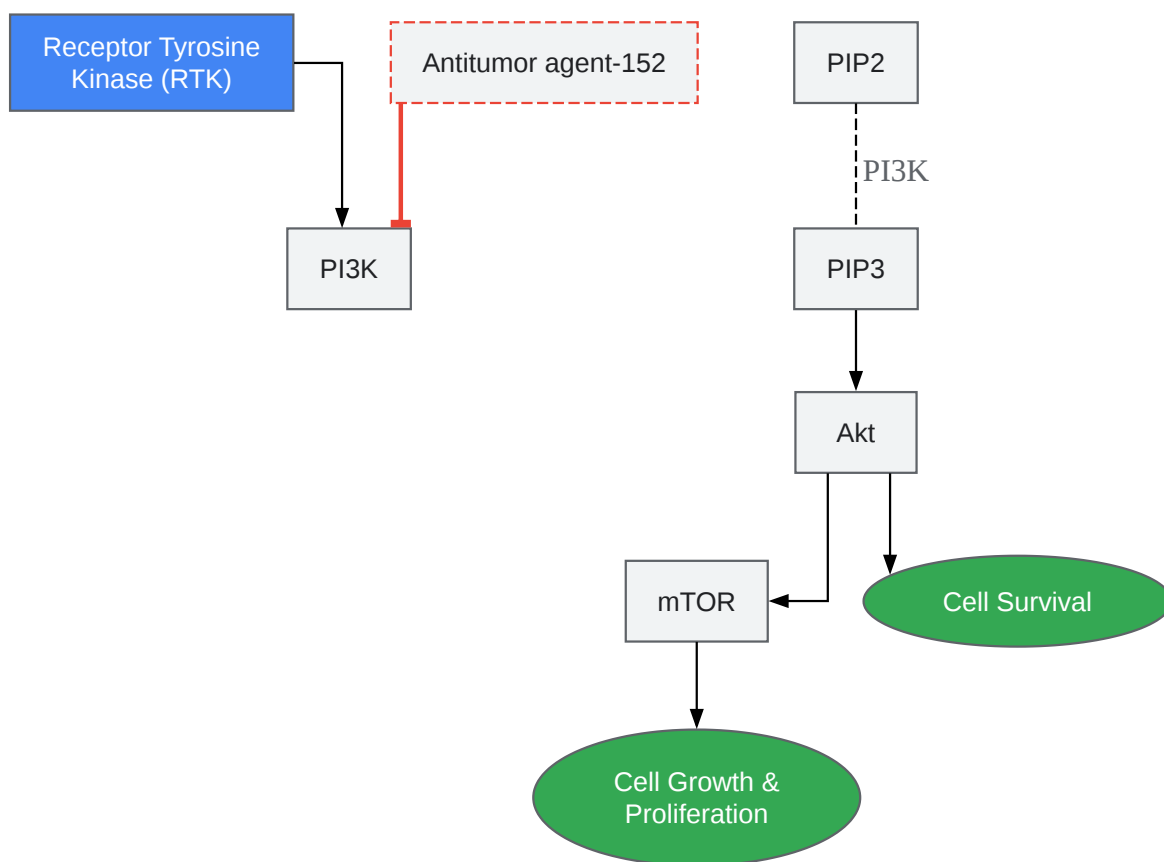 Receptor Tyrosine
Kinase (RTK)
Antitumor agent-152
PIP2
PI3K
PI3K
PIP3
Akt
mTOR
Cell Survival
Cell Growth &
Proliferation